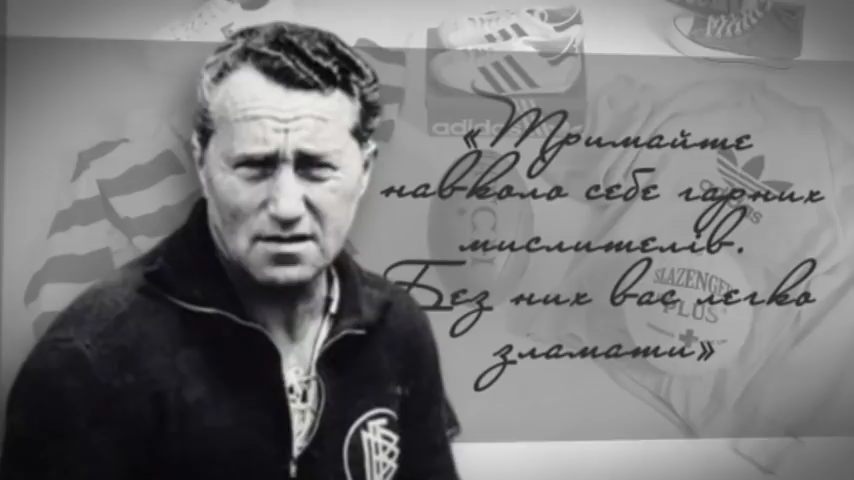 adidas
«Тримайте
навколо себе гарних
мислителів.
Без них вас легко
зламати»
SLAZENGER
PLUS